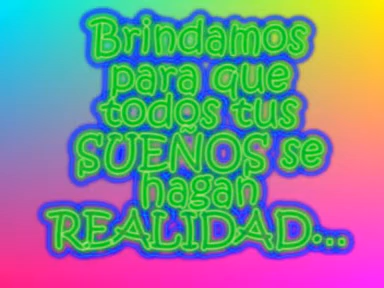 Brindamos
para que
todos tus
SUEÑOS se
hagan
REALIDAD...